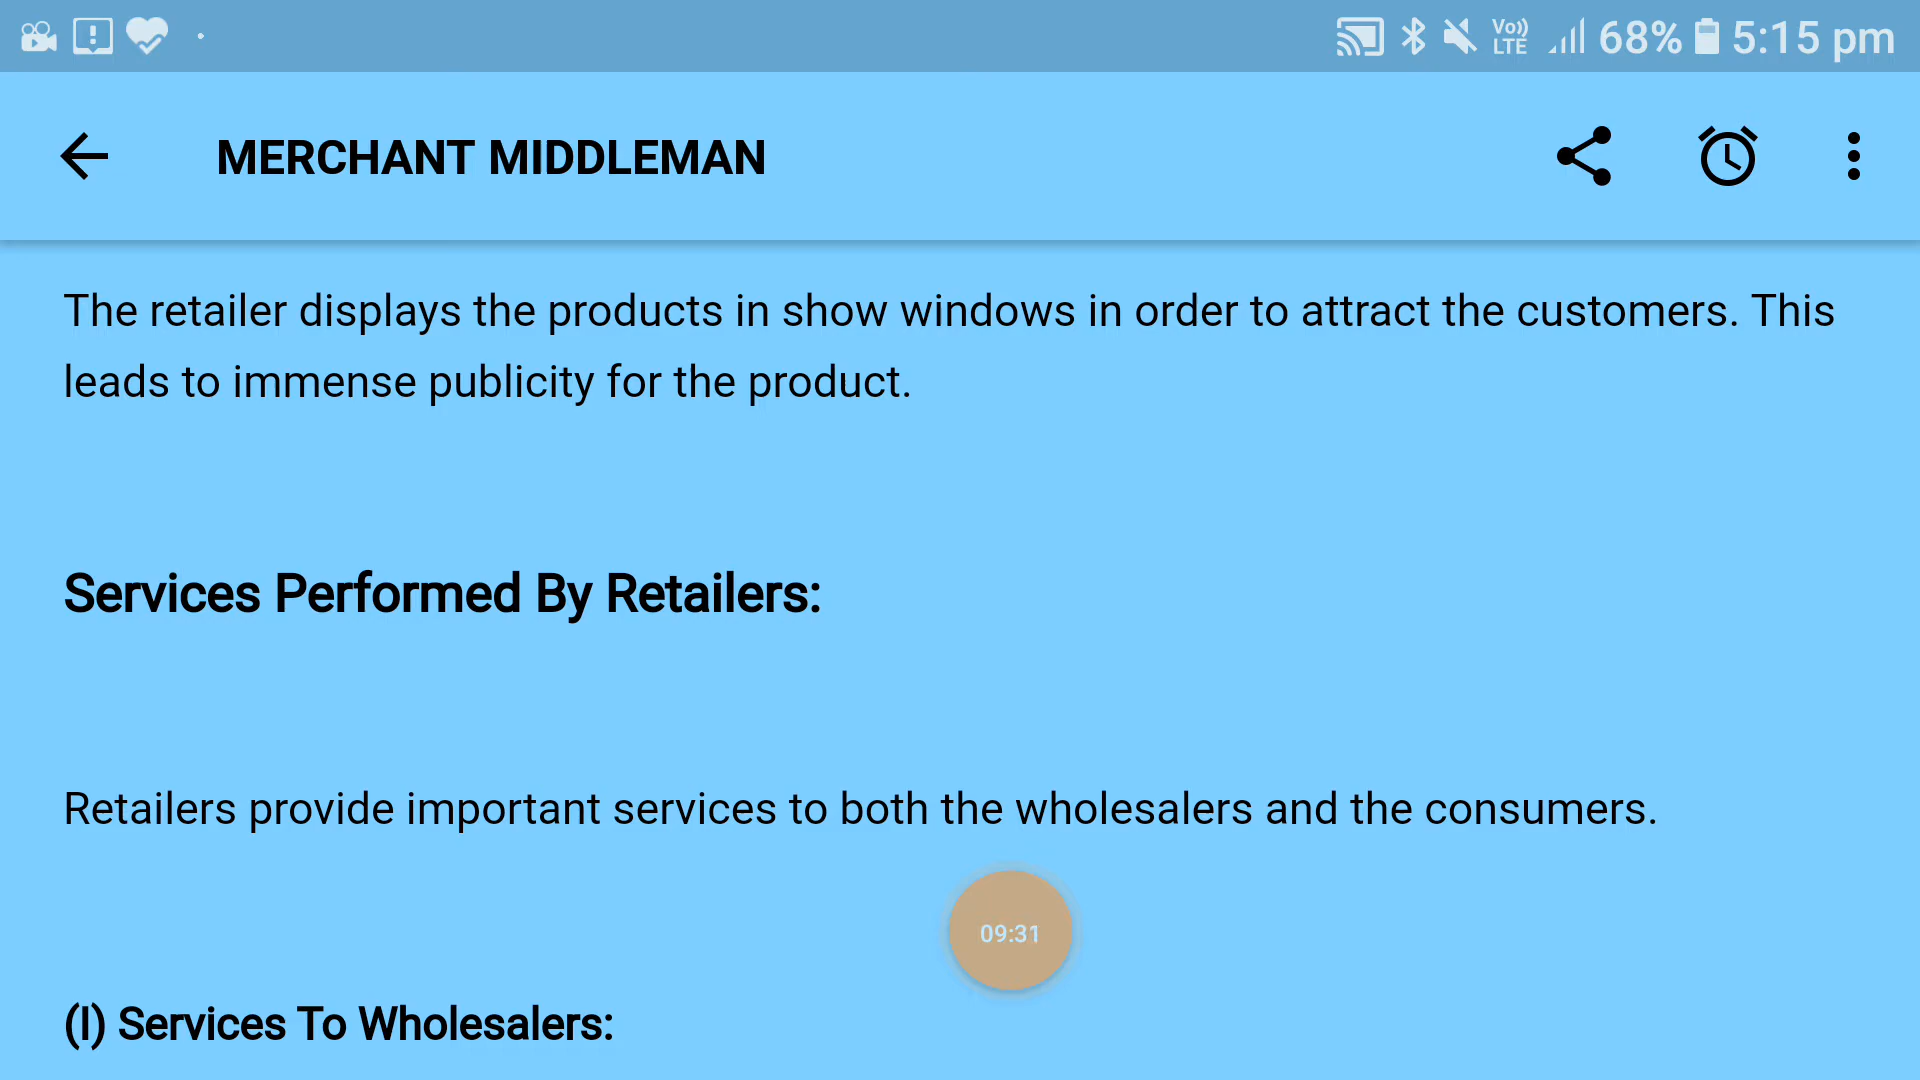 Vo)) LTE 68% 5:15 pm
MERCHANT MIDDLEMAN
The retailer displays the products in show windows in order to attract the customers. This
leads to immense publicity for the product.
Services Performed By Retailers:
Retailers provide important services to both the wholesalers and the consumers.
09:31
(I) Services To Wholesalers: